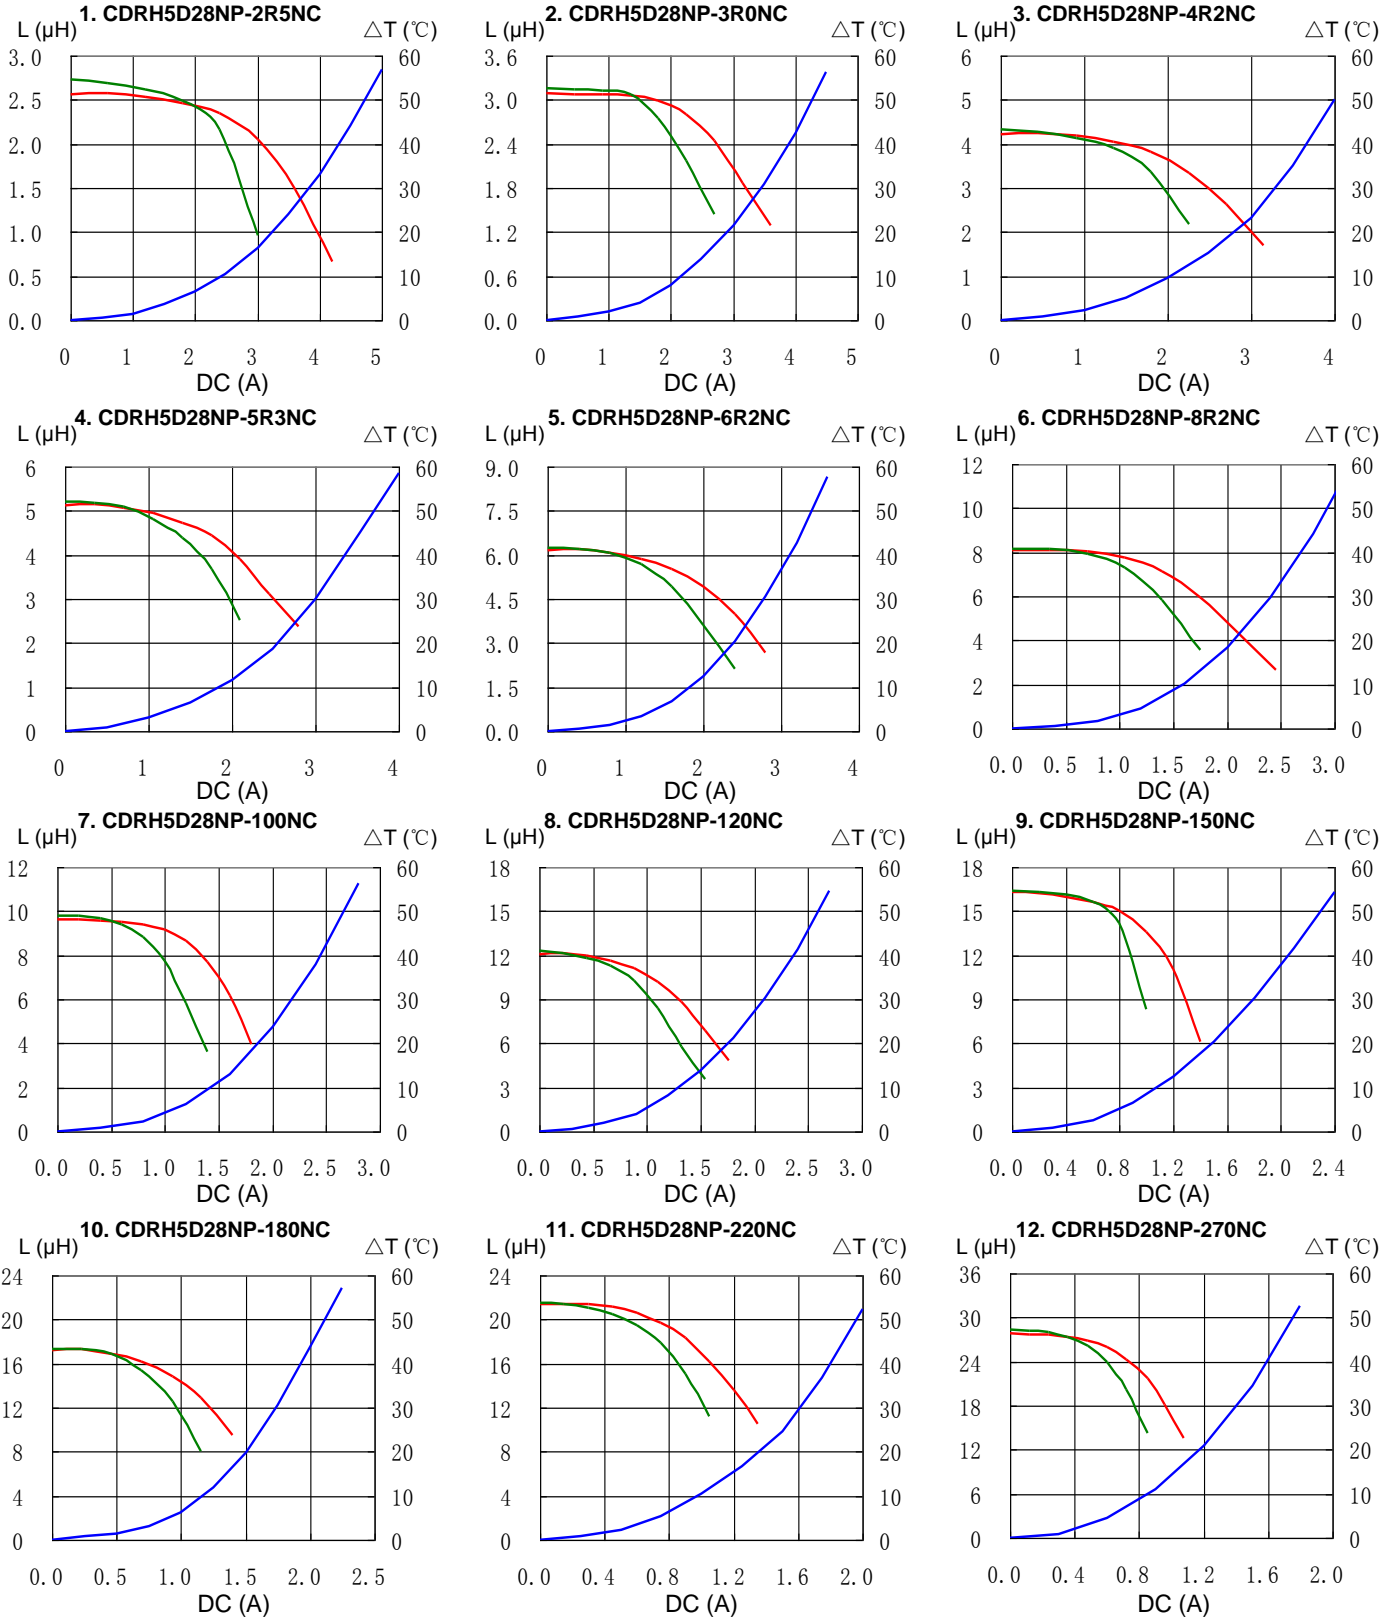 1. CDRH5D28NP-2R5NC
L (μH) △T (℃)
3.0 60
2.5 50
2.0 40
1.5 30
1.0 20
0.5 10
0.0 0
0 1 2 3 4 5
DC (A)
2. CDRH5D28NP-3R0NC
L (μH) △T (℃)
3.6 60
3.0 50
2.4 40
1.8 30
1.2 20
0.6 10
0.0 0
0 1 2 3 4 5
DC (A)
3. CDRH5D28NP-4R2NC
L (μH) △T (℃)
6 60
5 50
4 40
3 30
2 20
1 10
0 0
0 1 2 3 4
DC (A)
4. CDRH5D28NP-5R3NC
L (μH) △T (℃)
6 60
5 50
4 40
3 30
2 20
1 10
0 0
0 1 2 3 4
DC (A)
5. CDRH5D28NP-6R2NC
L (μH) △T (℃)
9.0 60
7.5 50
6.0 40
4.5 30
3.0 20
1.5 10
0.0 0
0 1 2 3 4
DC (A)
6. CDRH5D28NP-8R2NC
L (μH) △T (℃)
12 60
10 50
8 40
6 30
4 20
2 10
0 0
0.0 0.5 1.0 1.5 2.0 2.5 3.0
DC (A)
7. CDRH5D28NP-100NC
L (μH) △T (℃)
12 60
10 50
8 40
6 30
4 20
2 10
0 0
0.0 0.5 1.0 1.5 2.0 2.5 3.0
DC (A)
8. CDRH5D28NP-120NC
L (μH) △T (℃)
18 60
15 50
12 40
9 30
6 20
3 10
0 0
0.0 0.5 1.0 1.5 2.0 2.5 3.0
DC (A)
9. CDRH5D28NP-150NC
L (μH) △T (℃)
18 60
15 50
12 40
9 30
6 20
3 10
0 0
0.0 0.4 0.8 1.2 1.6 2.0 2.4
DC (A)
10. CDRH5D28NP-180NC
L (μH) △T (℃)
24 60
20 50
16 40
12 30
8 20
4 10
0 0
0.0 0.5 1.0 1.5 2.0 2.5
DC (A)
11. CDRH5D28NP-220NC
L (μH) △T (℃)
24 60
20 50
16 40
12 30
8 20
4 10
0 0
0.0 0.4 0.8 1.2 1.6 2.0
DC (A)
12. CDRH5D28NP-270NC
L (μH) △T (℃)
36 60
30 50
24 40
18 30
12 20
6 10
0 0
0.0 0.4 0.8 1.2 1.6 2.0
DC (A)